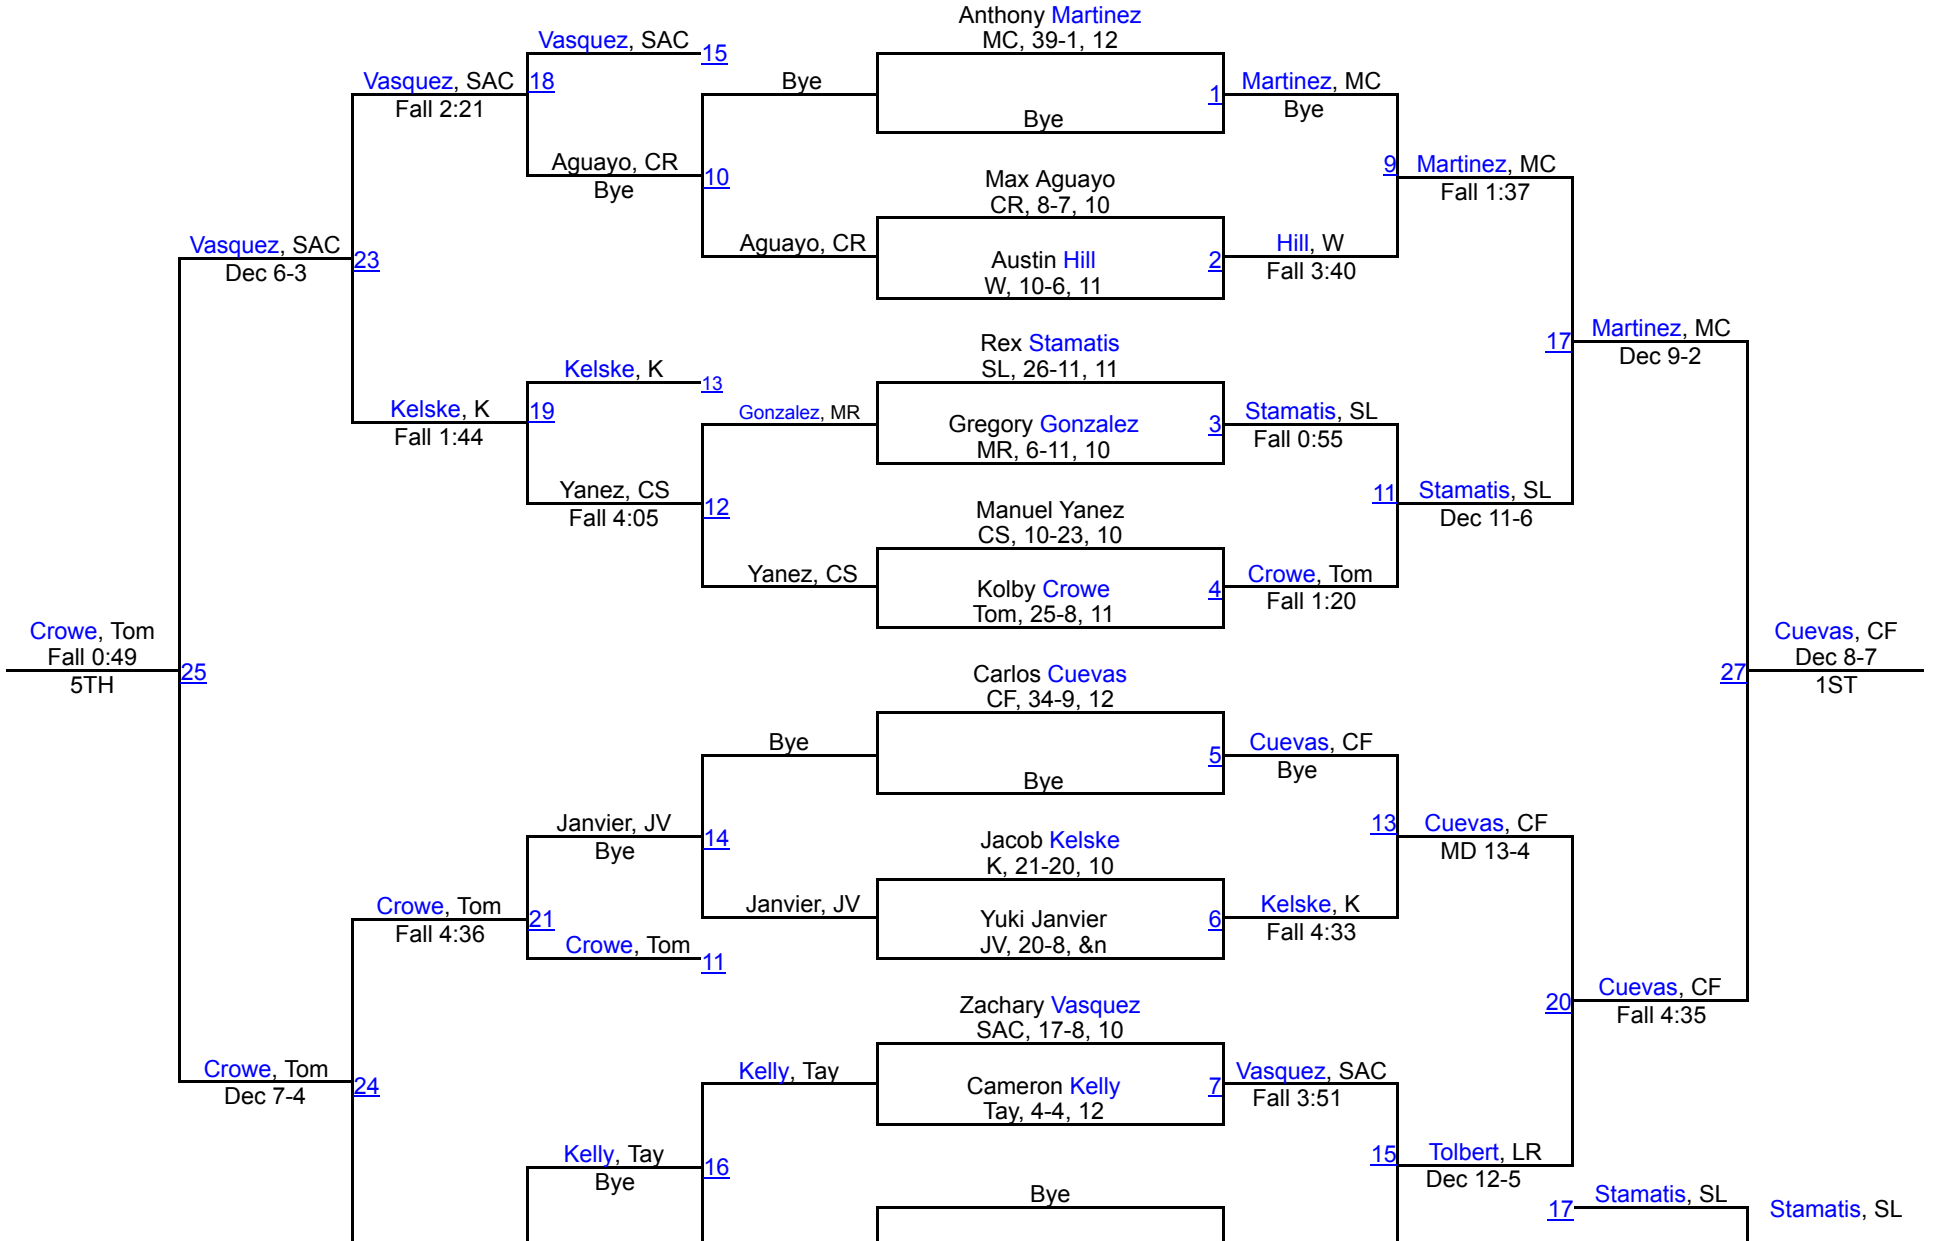 Anthony Martinez
MC, 39-1, 12
Vasquez, SAC
15
Vasquez, SAC
18
Fall 2:21
Bye
1
Martinez, MC
Bye
Bye
Aguayo, CR
Bye
10
Max Aguayo
CR, 8-7, 10
9
Martinez, MC
Fall 1:37
Vasquez, SAC
Dec 6-3
23
Aguayo, CR
Austin Hill
W, 10-6, 11
2
Hill, W
Fall 3:40
17
Martinez, MC
Dec 9-2
Rex Stamatis
SL, 26-11, 11
Kelske, K
13
Kelske, K
19
Fall 1:44
Gonzalez, MR
Gregory Gonzalez
MR, 6-11, 10
3
Stamatis, SL
Fall 0:55
Yanez, CS
Fall 4:05
12
Manuel Yanez
CS, 10-23, 10
11
Stamatis, SL
Dec 11-6
Yanez, CS
Kolby Crowe
Tom, 25-8, 11
4
Crowe, Tom
Fall 1:20
Crowe, Tom
Fall 0:49
5TH
25
Carlos Cuevas
CF, 34-9, 12
27
Cuevas, CF
Dec 8-7
1ST
Bye
Bye
5
Cuevas, CF
Bye
Janvier, JV
Bye
14
Jacob Kelske
K, 21-20, 10
13
Cuevas, CF
MD 13-4
Crowe, Tom
Fall 4:36
21
Janvier, JV
Yuki Janvier
JV, 20-8, &n
6
Kelske, K
Fall 4:33
Crowe, Tom
11
Zachary Vasquez
SAC, 17-8, 10
20
Cuevas, CF
Fall 4:35
Crowe, Tom
Dec 7-4
24
Kelly, Tay
Cameron Kelly
Tay, 4-4, 12
7
Vasquez, SAC
Fall 3:51
Kelly, Tay
Bye
16
Bye
15
Tolbert, LR
Dec 12-5
17
Stamatis, SL
Stamatis, SL